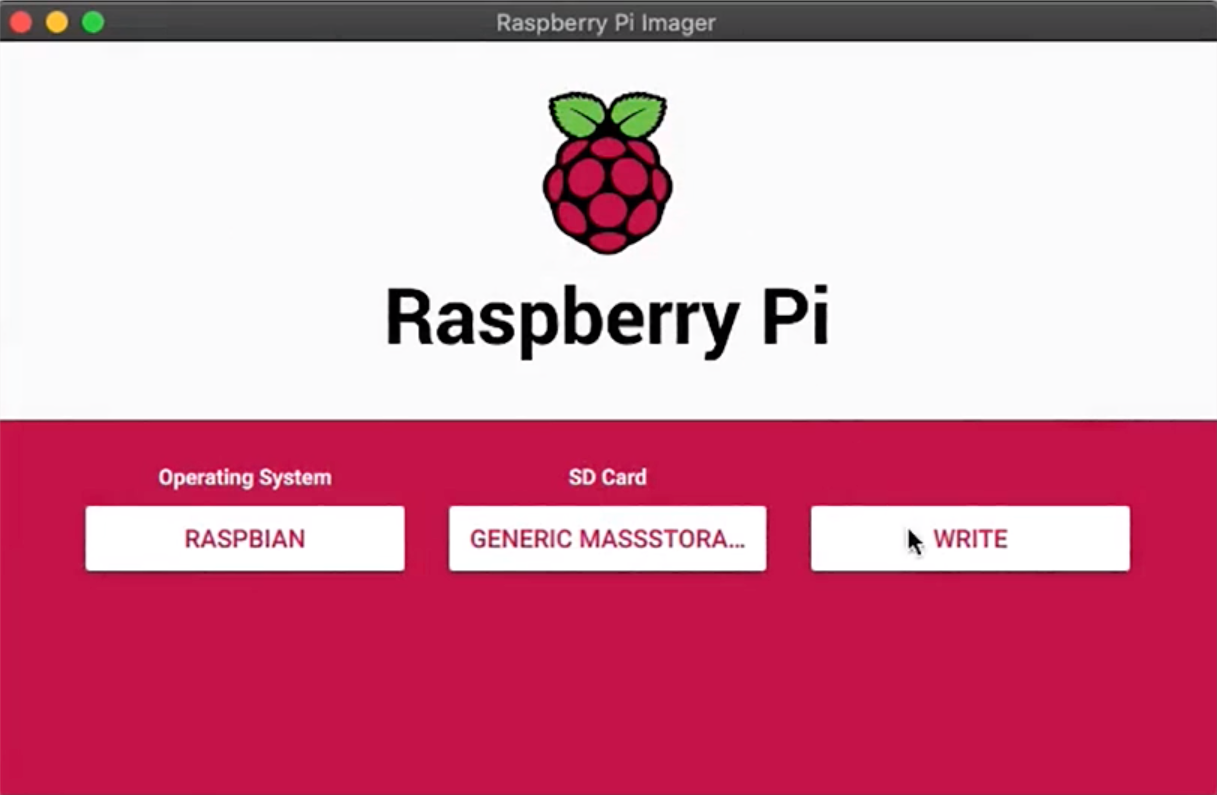 Raspberry Pi Imager
Raspberry Pi
Operating System
SD Card
RASPBIAN
GENERIC MASSSTORA...
WRITE